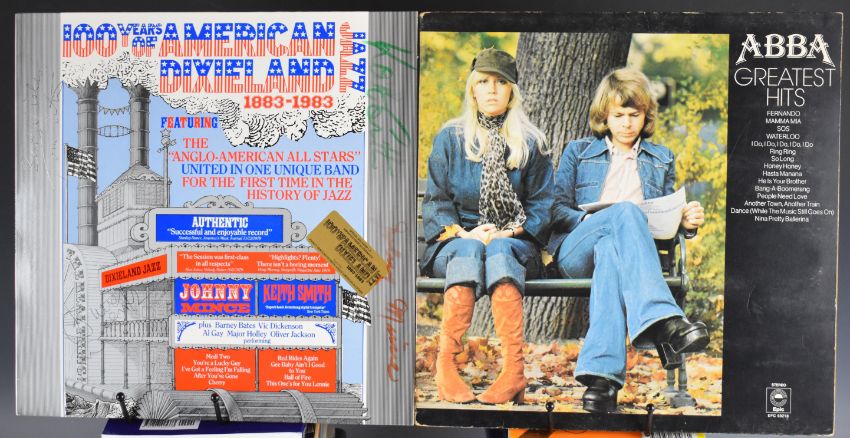 100 YEARS OF AMERICAN
DIXIELAND JAZZ
1883-1983
FEATURING
THE
"ANGLO-AMERICAN ALL STARS"
UNITED IN ONE UNIQUE BAND
FOR THE FIRST TIME IN THE
HISTORY OF JAZZ
AUTHENTIC
"Successful and enjoyable record"
DIXIELAND JAZZ
"The Session was first-class
in all respects"
"Highlights? Plenty!
There isn't a boring moment"
JOHNNY
MINCE
KEITH SMITH
plus Barney Bates Vic Dickenson
Al Gay Major Holley Oliver Jackson
performing
Moll Two
You're a Lucky Guy
I've Got a Feeling I'm Falling
After You've Gone
Cherry
Red Rides Again
Gee Baby Ain't I Good
to You
Hall of Fire
This One's for You Lennie
ABBA
GREATEST
HITS
FERNANDO
MAMMA MIA
SOS
WATERLOO
I Do, I Do, I Do, I Do, I Do
Ring Ring
So Long
Honey Honey
Hasta Manana
He Is Your Brother
Bang-A-Boomerang
People Need Love
Another Town, Another Train
Dance (While The Music Still Goes On)
Nina Pretty Ballerina
STEREO
Epic
EPC 69218